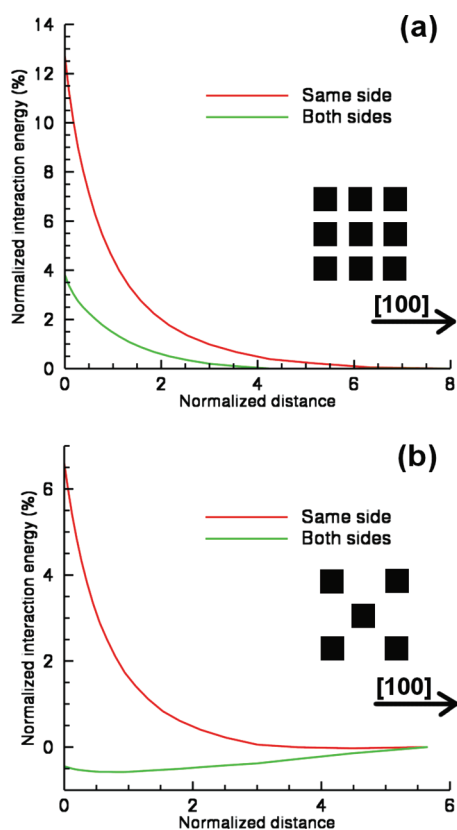 (a)
14
12
10
8
6
4
2
0
Normalized interaction energy (%)
Same side
Both sides
[100]
0 2 4 6 8
Normalized distance
(b)
6
4
2
0
Normalized interaction energy (%)
Same side
Both sides
[100]
0 2 4 6
Normalized distance